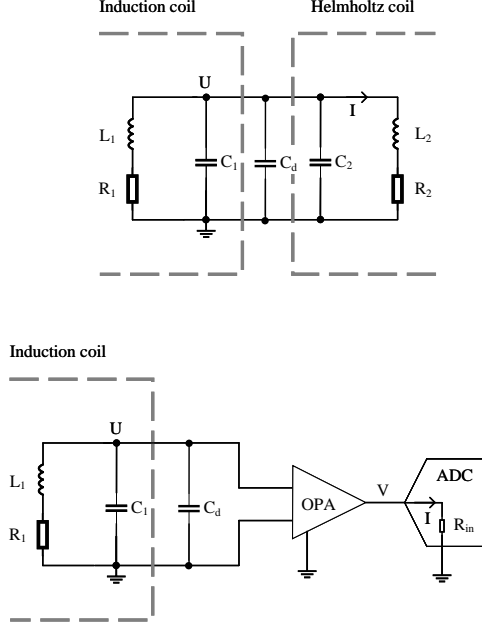 Induction coil
Helmholtz coil
U
I
L1
C1
Cd
C2
L2
R1
R2
Induction coil
U
ADC
L1
V
C1
Cd
OPA
I
Rin
R1